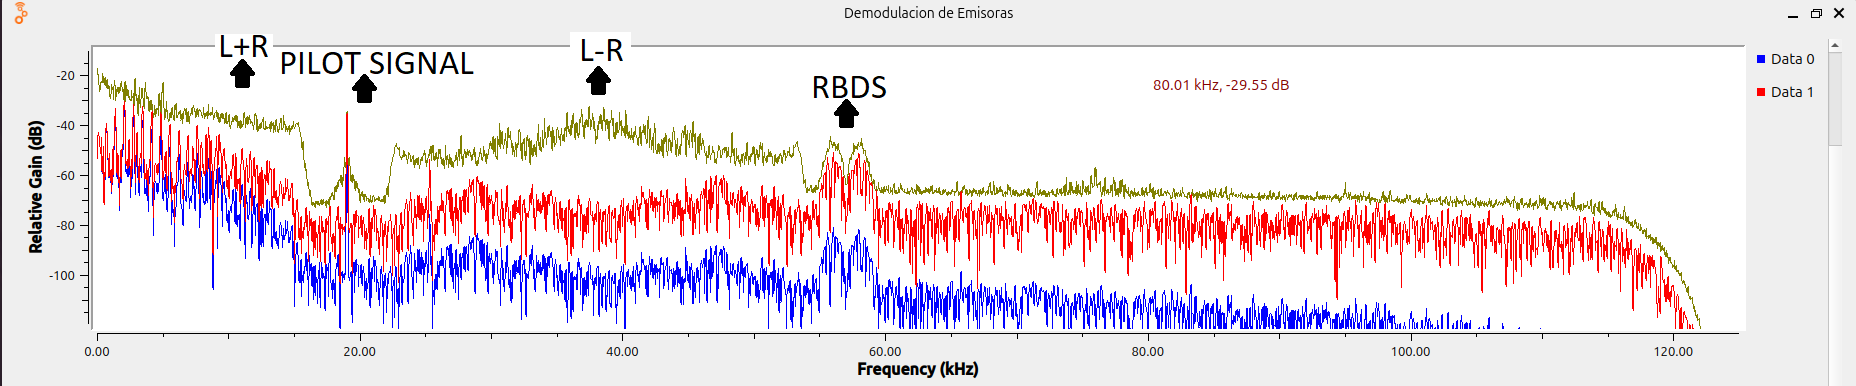 Demodulacion de Emisoras
L+R
PILOT SIGNAL
L-R
RBDS
80.01 kHz, -29.55 dB
Data 0
Data 1
Relative Gain (dB)
-20
-40
-60
-80
-100
0.00 20.00 40.00 60.00 80.00 100.00 120.00
Frequency (kHz)